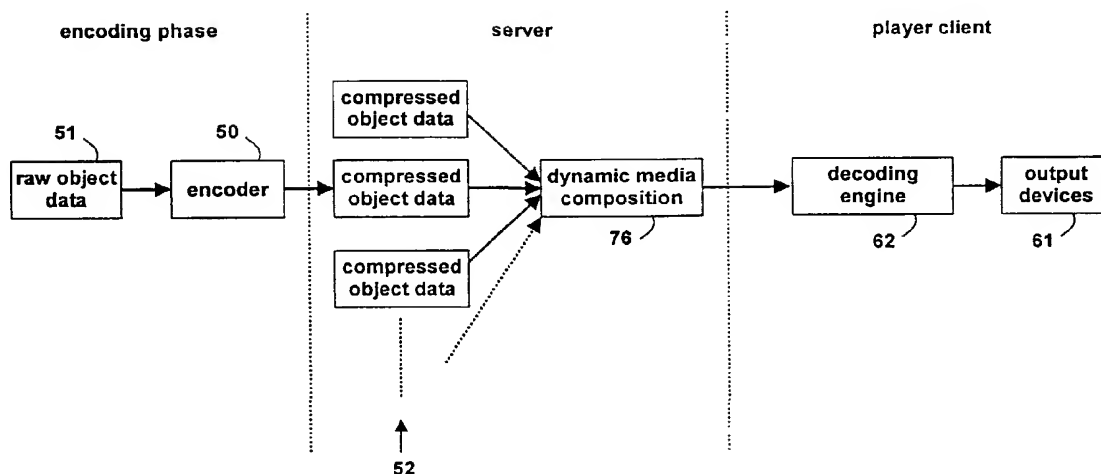 encoding phase
server
player client
51
raw object
data
50
encoder
compressed
object data
compressed
object data
compressed
object data
52
dynamic media
composition
76
decoding
engine
62
output
devices
61